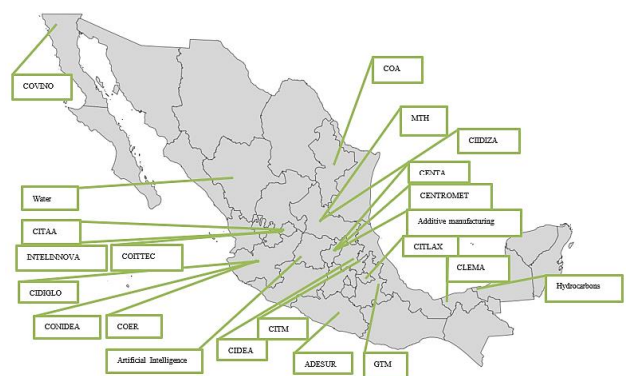 COVINO
COA
MTH
CIIDIZA
CENTA
CENTROMET
Additive manufacturing
CITLAX
CLEMA
Hydrocarbons
Water
CITAA
INTELINNOVA
COITTEC
CIDIGLO
CONIDEA
COER
CITM
CIDEA
Artificial Intelligence
ADESUR
GTM